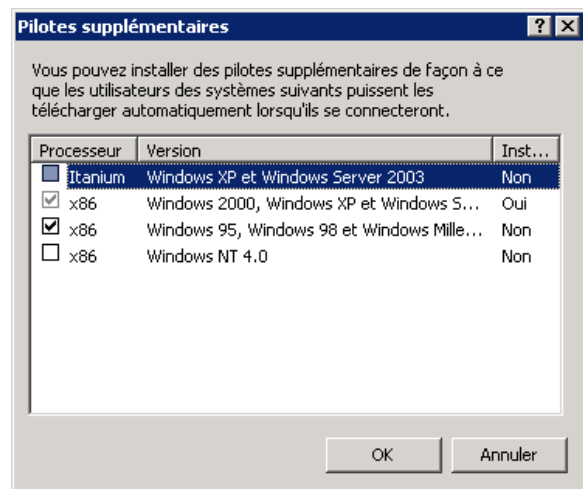 Pilotes supplémentaires
Vous pouvez installer des pilotes supplémentaires de façon à ce
que les utilisateurs des systèmes suivants puissent les
télécharger automatiquement lorsqu'ils se connecteront.
Processeur Version Inst...
Itanium Windows XP et Windows Server 2003 Non
x86 Windows 2000, Windows XP et Windows S... Oui
x86 Windows 95, Windows 98 et Windows Mille... Non
x86 Windows NT 4.0 Non
OK Annuler